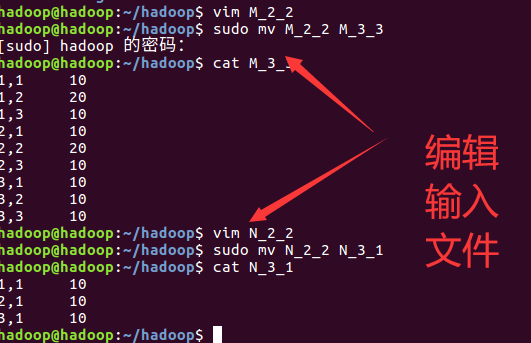 hadoop@hadoop:~/hadoop$ vim M_2_2
hadoop@hadoop:~/hadoop$ sudo mv M_2_2 M_3_3
[sudo] hadoop 的密码：
hadoop@hadoop:~/hadoop$ cat M_3_3
1,1 10
1,2 20
1,3 10
2,1 10
2,2 20
2,3 10
3,1 10
3,2 10
3,3 10
hadoop@hadoop:~/hadoop$ vim N_2_2
hadoop@hadoop:~/hadoop$ sudo mv N_2_2 N_3_1
hadoop@hadoop:~/hadoop$ cat N_3_1
1,1 10
2,1 10
3,1 10
hadoop@hadoop:~/hadoop$
编辑
输入
文件